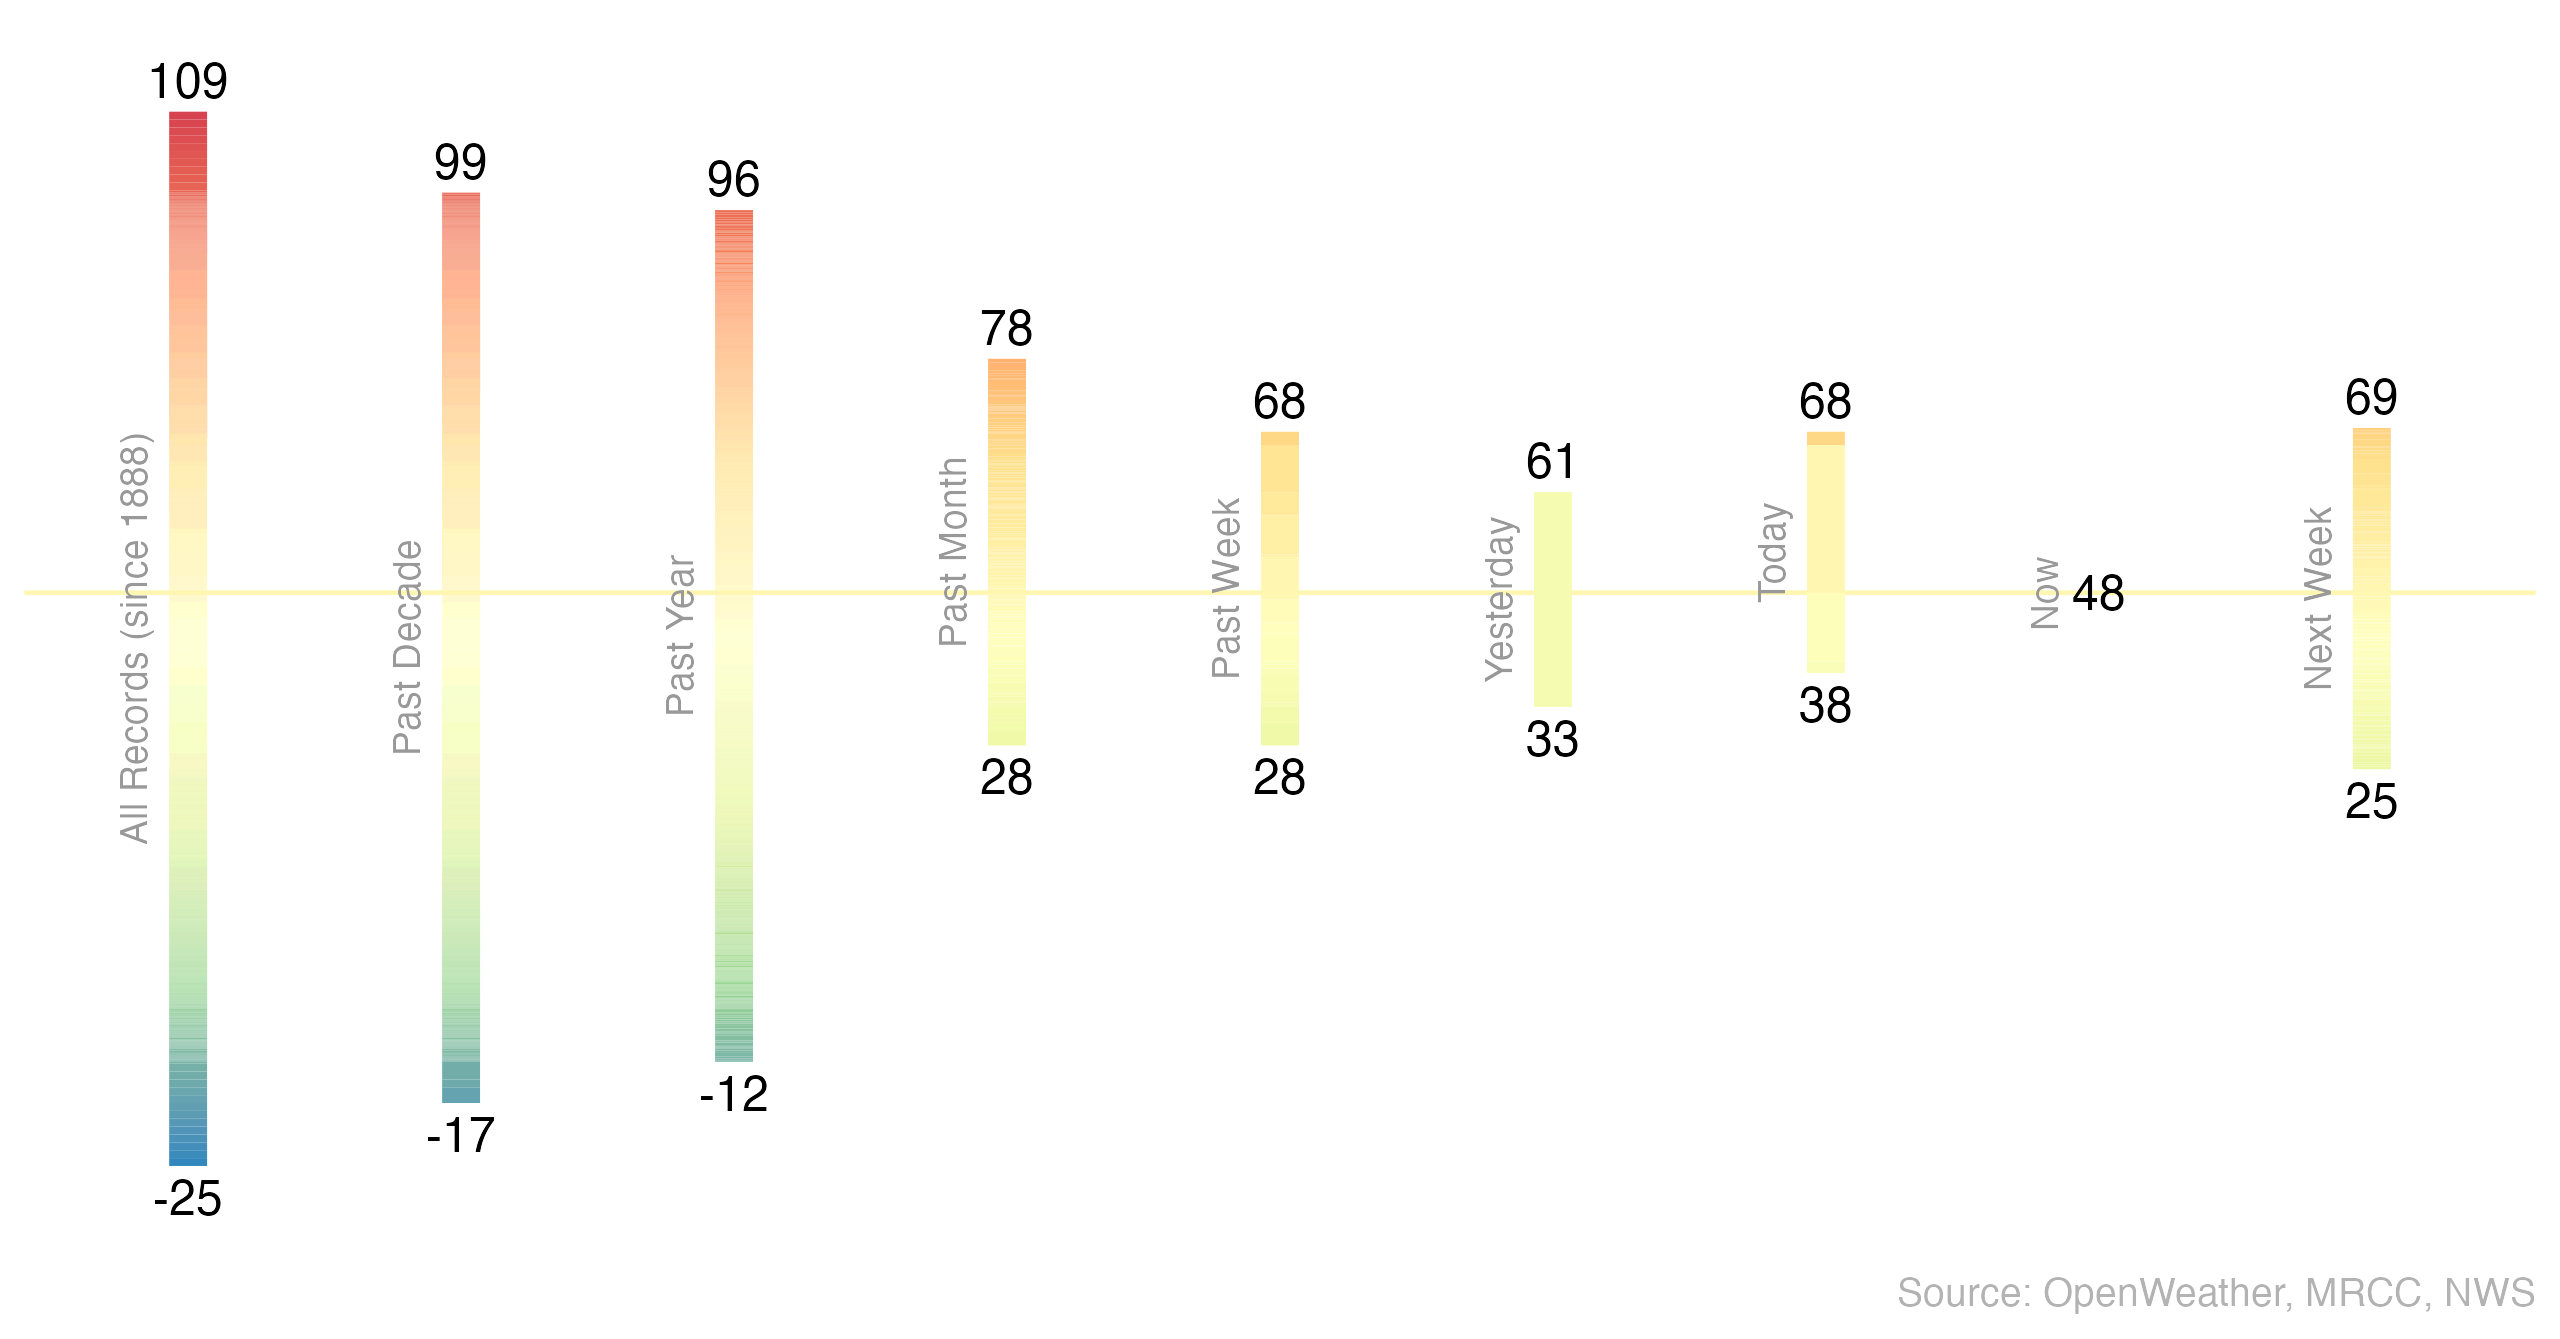 109
All Records (since 1888)
-25
99
Past Decade
-17
96
Past Year
-12
78
Past Month
28
68
Past Week
28
61
Yesterday
33
68
Today
38
Now
48
69
Next Week
25
Source: OpenWeather, MRCC, NWS